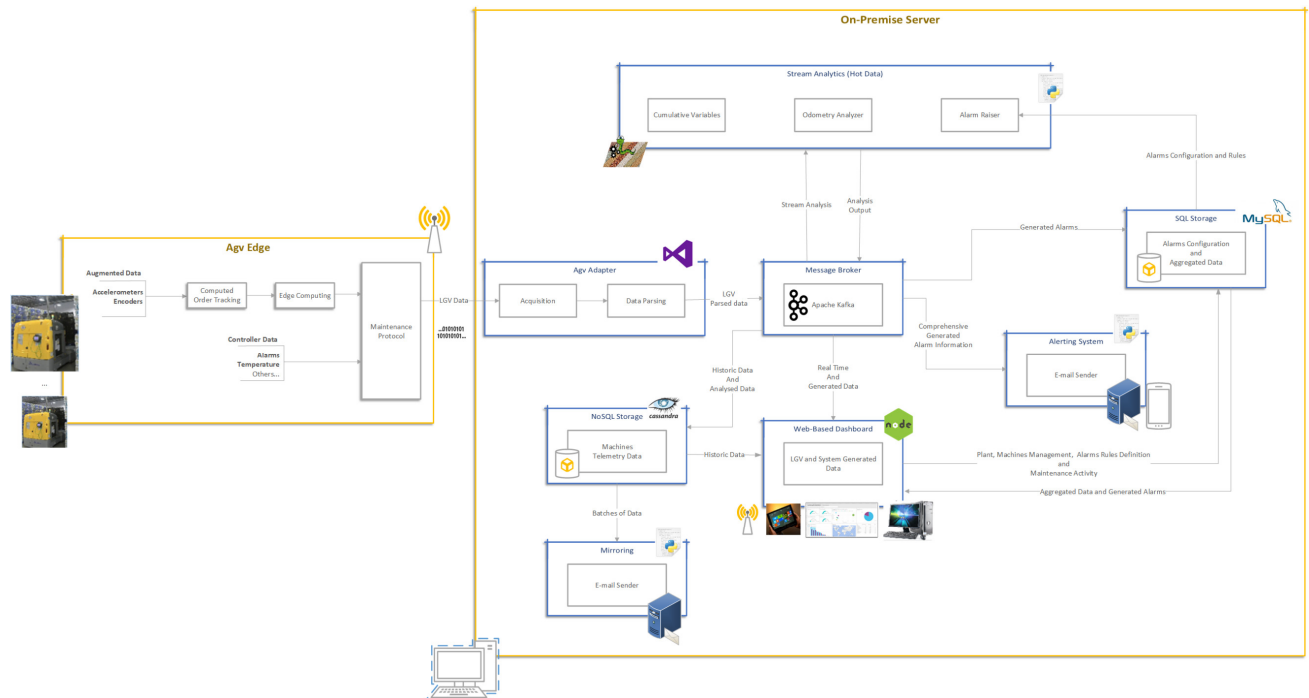 On-Premise Server
Stream Analytics (Hot Data)
Cumulative Variables
Odometry Analyzer
Alarm Raiser
Alarms Configuration and Rules
Stream Analysis
Analysis
Output
Generated Alarms
SQL Storage
MySQL
Alarms Configuration
and
Aggregated Data
Agv Edge
Augmented Data
Accelerometers
Encoders
Computed
Order Tracking
Edge Computing
Controller Data
Alarms
Temperature
Others...
Maintenance
Protocol
...
LGV Data
...01010101
101010101...
Agv Adapter
Acquisition
Data Parsing
LGV
Parsed data
Message Broker
Apache Kafka
Comprehensive
Generated
Alarm Information
Alerting System
E-mail Sender
Historic Data
And
Analysed Data
Real Time
And
Generated Data
NoSQL Storage
cassandra
Machines
Telemetry Data
Historic Data
Web-Based Dashboard
node
LGV and System Generated
Data
Plant, Machines Management, Alarms Rules Definition
and
Maintenance Activity
Aggregated Data and Generated Alarms
Batches of Data
Mirroring
E-mail Sender